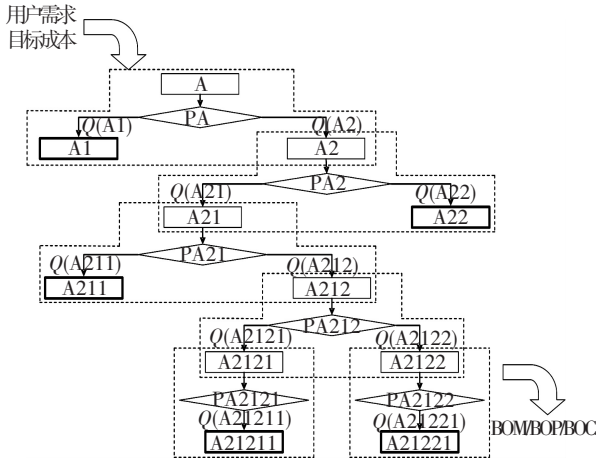 用户需求
目标成本
A
PA
Q(A1)
Q(A2)
A1
A2
PA2
Q(A21)
Q(A22)
A21
A22
PA21
Q(A211)
Q(A212)
A211
A212
PA212
Q(A2121)
Q(A2122)
A2121
A2122
PA2121
PA2122
Q(A21211)
Q(A21221)
BOM/BOP/BOC
A21211
A21221